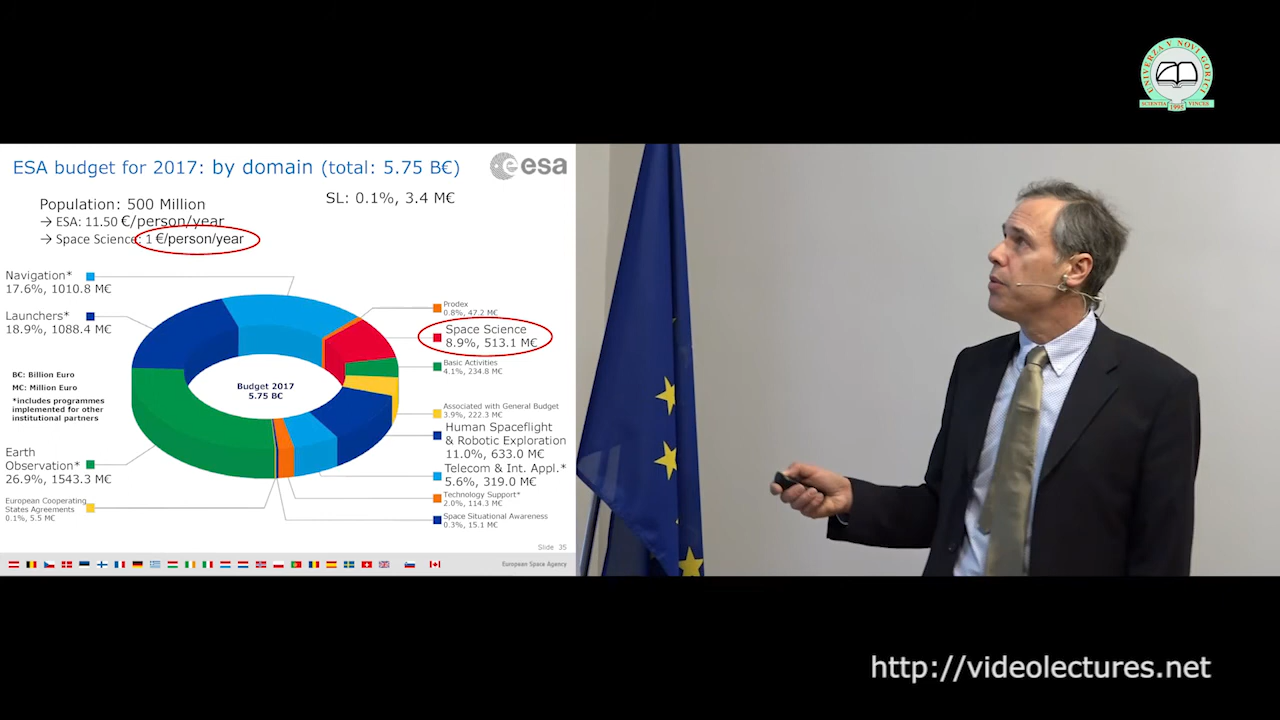 UNIVERZA V NOVI GORICI
SCIENTIA VINCES
1995
ESA budget for 2017: by domain (total: 5.75 B€)
esa
Population: 500 Million
→ ESA: 11.50 €/person/year
→ Space Science: 1 €/person/year
SL: 0.1%, 3.4 M€
Navigation*
17.6%, 1010.8 M€
Launchers*
18.9%, 1088.4 M€
B€: Billion Euro
M€: Million Euro
*includes programmes
implemented for other
institutional partners
Earth
Observation*
26.9%, 1543.3 M€
European Cooperating
States Agreements
0.1%, 5.5 M€
Budget 2017
5.75 B€
Prodex
0.8%, 47.2 M€
Space Science
8.9%, 513.1 M€
Basic Activities
4.1%, 234.8 M€
Associated with General Budget
3.9%, 222.3 M€
Human Spaceflight
& Robotic Exploration
11.0%, 633.0 M€
Telecom & Int. Appl.*
5.6%, 319.0 M€
Technology Support*
2.0%, 114.3 M€
Space Situational Awareness
0.3%, 15.1 M€
Slide 35
European Space Agency
http://videolectures.net